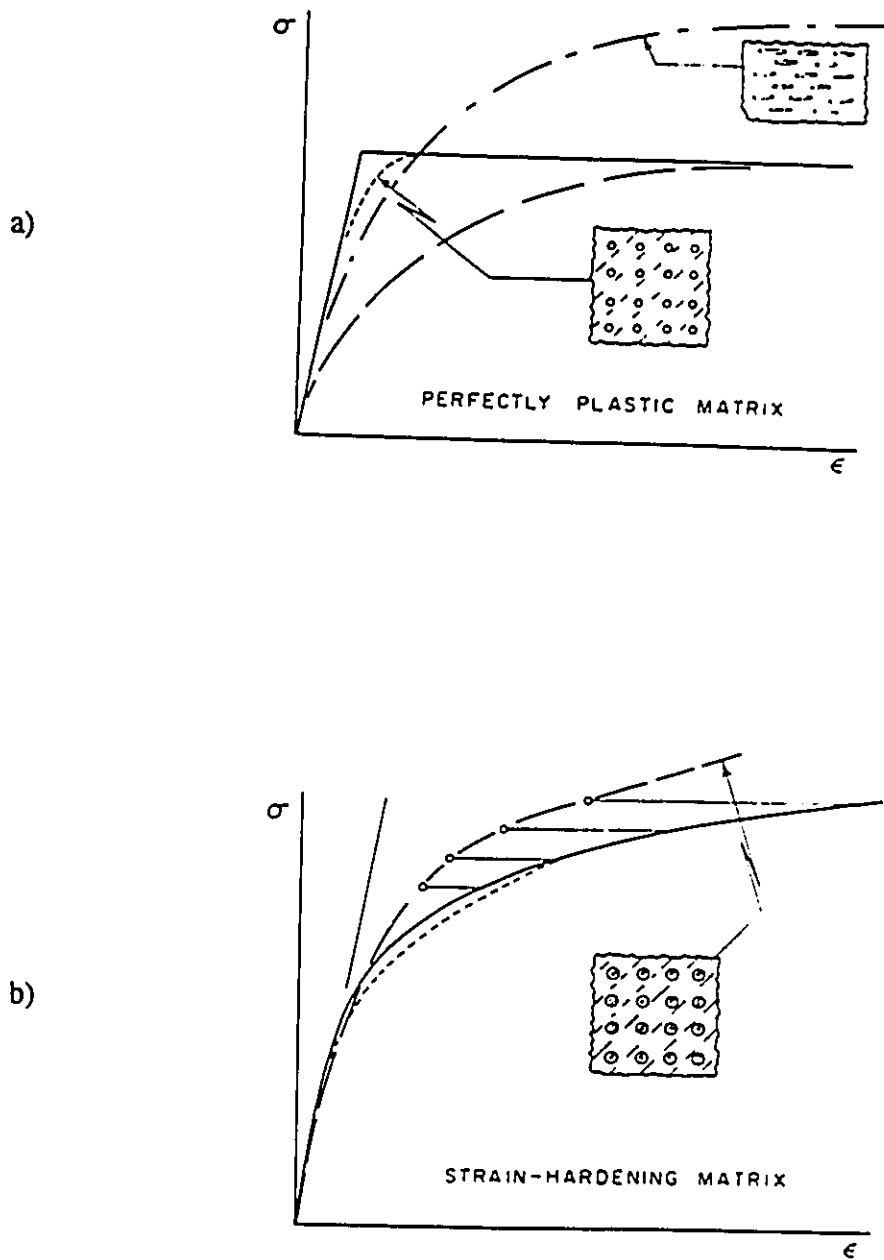 σ
a)
PERFECTLY PLASTIC MATRIX
ϵ
σ
b)
STRAIN-HARDENING MATRIX
ϵ